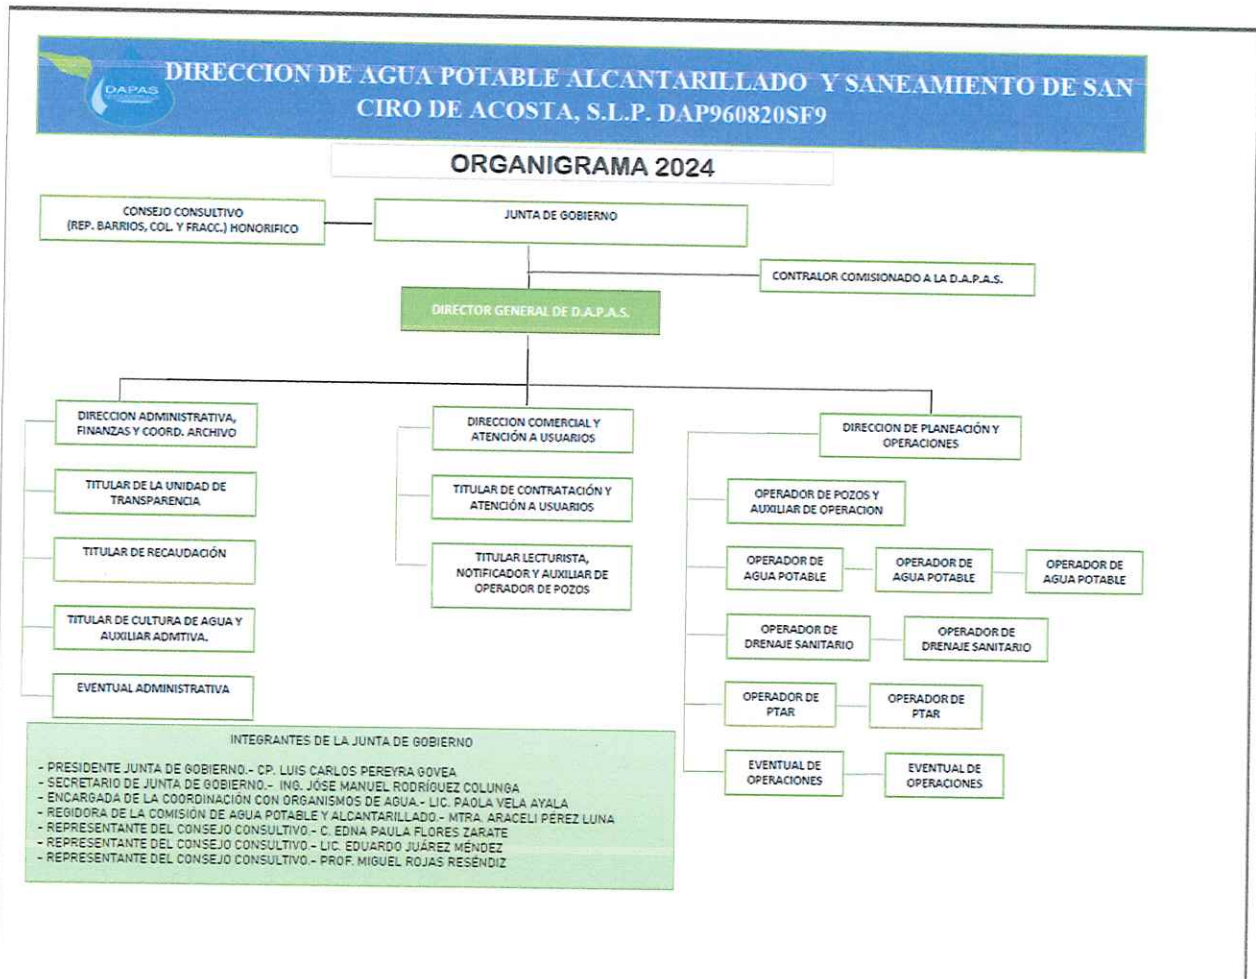 DAPAS
DIRECCION DE AGUA POTABLE ALCANTARILLADO Y SANEAMIENTO DE SAN
CIRO DE ACOSTA, S.L.P. DAP960820SF9
ORGANIGRAMA 2024
CONSEJO CONSULTIVO
(REP. BARRIOS, COL. Y FRACC.) HONORIFICO
JUNTA DE GOBIERNO
CONTRALOR COMISIONADO A LA D.A.P.A.S.
DIRECTOR GENERAL DE D.A.P.A.S.
DIRECCION ADMINISTRATIVA,
FINANZAS Y COORD. ARCHIVO
TITULAR DE LA UNIDAD DE
TRANSPARENCIA
TITULAR DE RECAUDACIÓN
TITULAR DE CULTURA DE AGUA Y
AUXILIAR ADMTIVA.
EVENTUAL ADMINISTRATIVA
DIRECCION COMERCIAL Y
ATENCIÓN A USUARIOS
TITULAR DE CONTRATACIÓN Y
ATENCIÓN A USUARIOS
TITULAR LECTURISTA,
NOTIFICADOR Y AUXILIAR DE
OPERADOR DE POZOS
DIRECCION DE PLANEACIÓN Y
OPERACIONES
OPERADOR DE POZOS Y
AUXILIAR DE OPERACION
OPERADOR DE
AGUA POTABLE
OPERADOR DE
AGUA POTABLE
OPERADOR DE
AGUA POTABLE
OPERADOR DE
DRENAJE SANITARIO
OPERADOR DE
DRENAJE SANITARIO
OPERADOR DE
PTAR
OPERADOR DE
PTAR
EVENTUAL DE
OPERACIONES
EVENTUAL DE
OPERACIONES
INTEGRANTES DE LA JUNTA DE GOBIERNO
- PRESIDENTE JUNTA DE GOBIERNO.- CP. LUIS CARLOS PEREYRA GOVEA
- SECRETARIO DE JUNTA DE GOBIERNO.- ING. JÓSE MANUEL RODRÍGUEZ COLUNGA
- ENCARGADA DE LA COORDINACIÓN CON ORGANISMOS DE AGUA.- LIC. PAOLA VELA AYALA
- REGIDORA DE LA COMISIÓN DE AGUA POTABLE Y ALCANTARILLADO.- MTRA. ARACELI PÉREZ LUNA
- REPRESENTANTE DEL CONSEJO CONSULTIVO.- C. EDNA PAULA FLORES ZARATE
- REPRESENTANTE DEL CONSEJO CONSULTIVO.- LIC. EDUARDO JUÁREZ MÉNDEZ
- REPRESENTANTE DEL CONSEJO CONSULTIVO.- PROF. MIGUEL ROJAS RESÉNDIZ